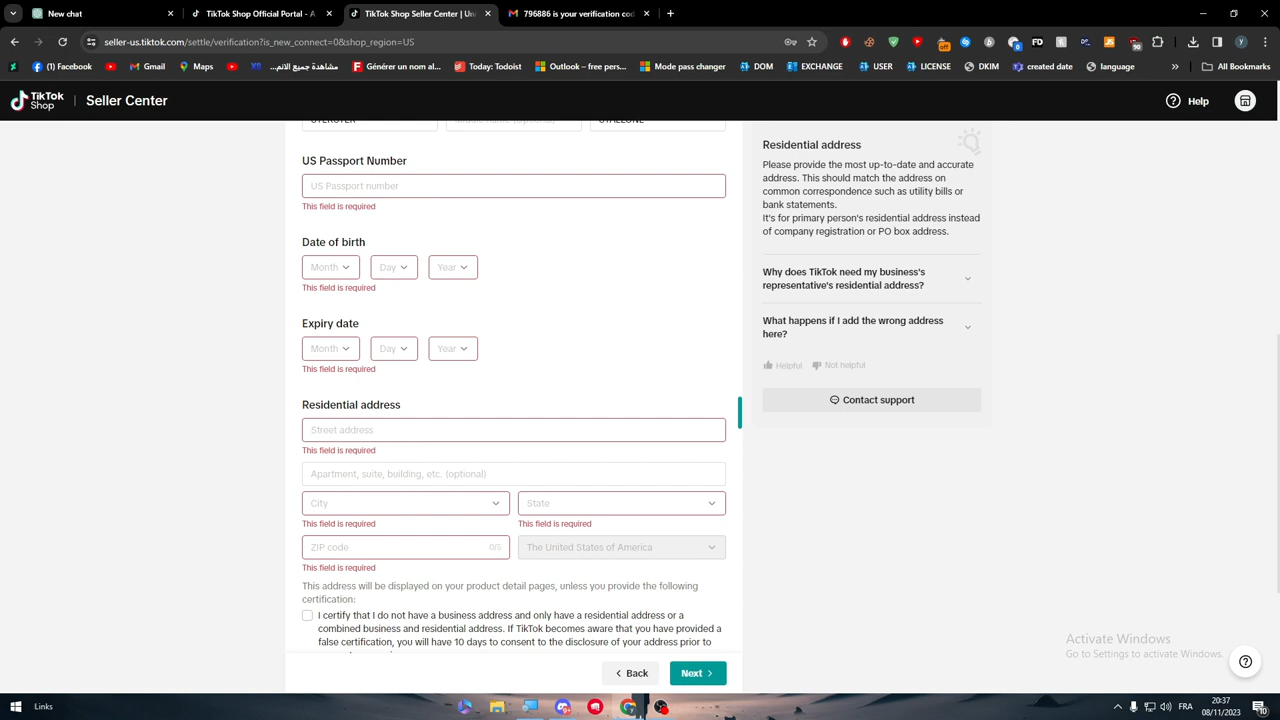 New chat
TikTok Shop Official Portal - A
TikTok Shop Seller Center | Un
796886 is your verification cod
seller-us.tiktok.com/settle/verification?is_new_connect=0&shop_region=US
(1) Facebook
Gmail
Maps
مشاهدة جميع الانم...
Générer un nom al...
Today: Todoist
Outlook – free pers...
Mode pas changer
DOM
EXCHANGE
USER
LICENSE
DKIM
created date
language
All Bookmarks
TikTok Shop
Seller Center
Help
Middle name (optional)
US Passport Number
US Passport number
This field is required
Date of birth
Month
Day
Year
This field is required
Expiry date
Month
Day
Year
This field is required
Residential address
Street address
This field is required
Apartment, suite, building, etc. (optional)
City
State
This field is required
This field is required
ZIP code
0/5
The United States of America
This field is required
This address will be displayed on your product detail pages, unless you provide the following
certification:
I certify that I do not have a business address and only have a residential address or a
combined business and residential address. If TikTok becomes aware that you have provided a
false certification, you will have 10 days to consent to the disclosure of your address prior to
Back
Next
Residential address
Please provide the most up-to-date and accurate
address. This should match the address on
common correspondence such as utility bills or
bank statements.
It's for primary person's residential address instead
of company registration or PO box address.
Why does TikTok need my business's
representative's residential address?
What happens if I add the wrong address
here?
Helpful
Not helpful
Contact support
Activate Windows
Go to Settings to activate Windows.
Links
FRA
20:37
08/11/2023